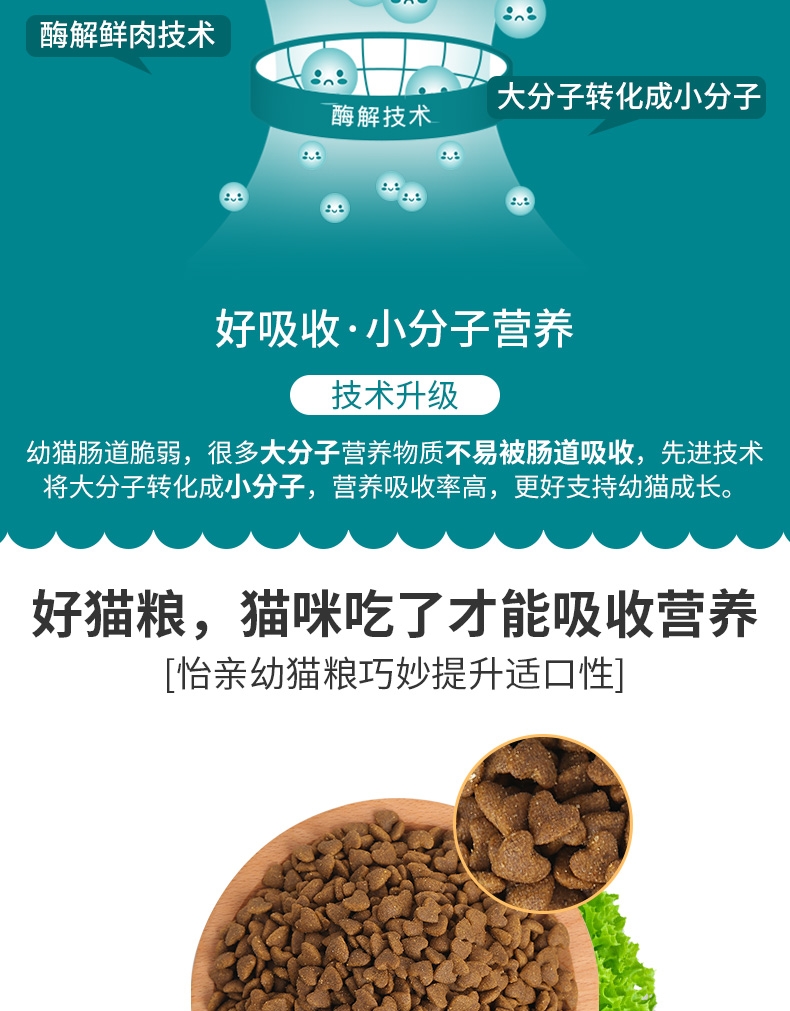 酶解鲜肉技术
酶解技术
大分子转化成小分子
好吸收·小分子营养
技术升级
幼猫肠道脆弱，很多大分子营养物质不易被肠道吸收，先进技术
将大分子转化成小分子，营养吸收率高，更好支持幼猫成长。
好猫粮，猫咪吃了才能吸收营养
[怡亲幼猫粮巧妙提升适口性]